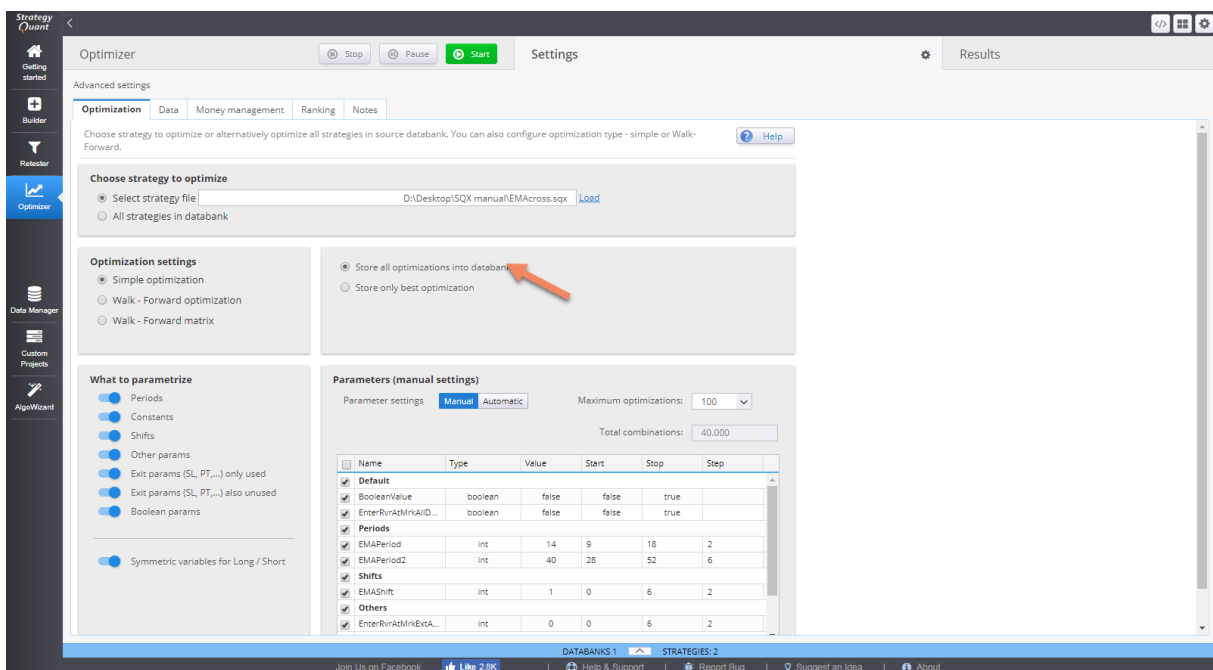 Strategy
Quant
Getting
started
Builder
Retester
Optimizer
Data Manager
Custom
Projects
AlgoWizard
Optimizer
Stop
Pause
Start
Settings
Results
Advanced settings
Optimization Data Money management Ranking Notes
Choose strategy to optimize or alternatively optimize all strategies in source databank. You can also configure optimization type - simple or Walk-
Forward.
Help
Choose strategy to optimize
Select strategy file D:\Desktop\SQX manual\EMAcross.sqx Load
All strategies in databank
Optimization settings
Simple optimization
Walk - Forward optimization
Walk - Forward matrix
Store all optimizations into databan
Store only best optimization
What to parametrize
Periods
Constants
Shifts
Other params
Exit params (SL, PT,...) only used
Exit params (SL, PT,...) also unused
Boolean params
Symmetric variables for Long / Short
Parameters (manual settings)
Parameter settings Manual Automatic Maximum optimizations: 100
Total combinations: 40.000
Name Type Value Start Stop Step
Default
BooleanValue boolean false false true
EnterRvrAtMrkAllD... boolean false false true
Periods
EMAPeriod int 14 9 18 2
EMAPeriod2 int 40 28 52 6
Shifts
EMAShift int 1 0 6 2
Others
EnterRvrAtMrkExtA... int 0 0 6 2
DATABANKS 1 STRATEGIES: 2
Join Us on Facebook Like 2.8K | Help & Support | Report Bug | Suggest an Idea | About